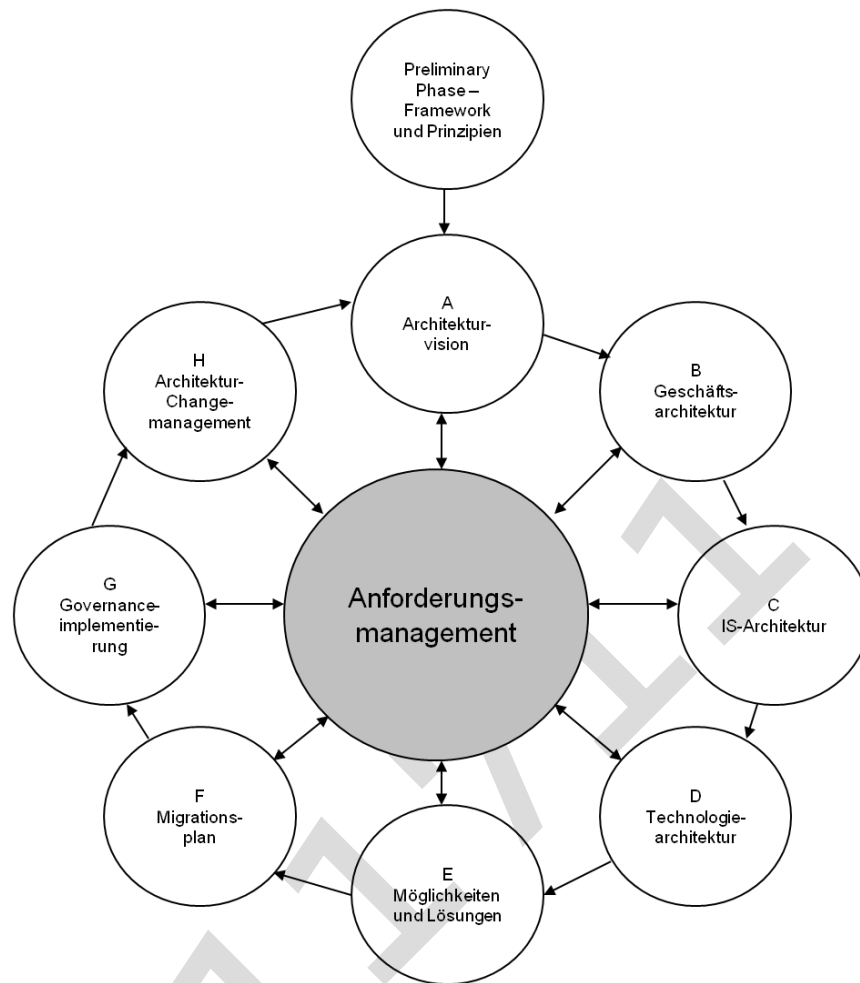 Preliminary
Phase –
Framework
und Prinzipien
A
Architektur-
vision
B
Geschäfts-
architektur
C
IS-Architektur
D
Technologie-
architektur
E
Möglichkeiten
und Lösungen
F
Migrations-
plan
G
Governance-
implementie-
rung
H
Architektur-
Change-
management
Anforderungs-
management